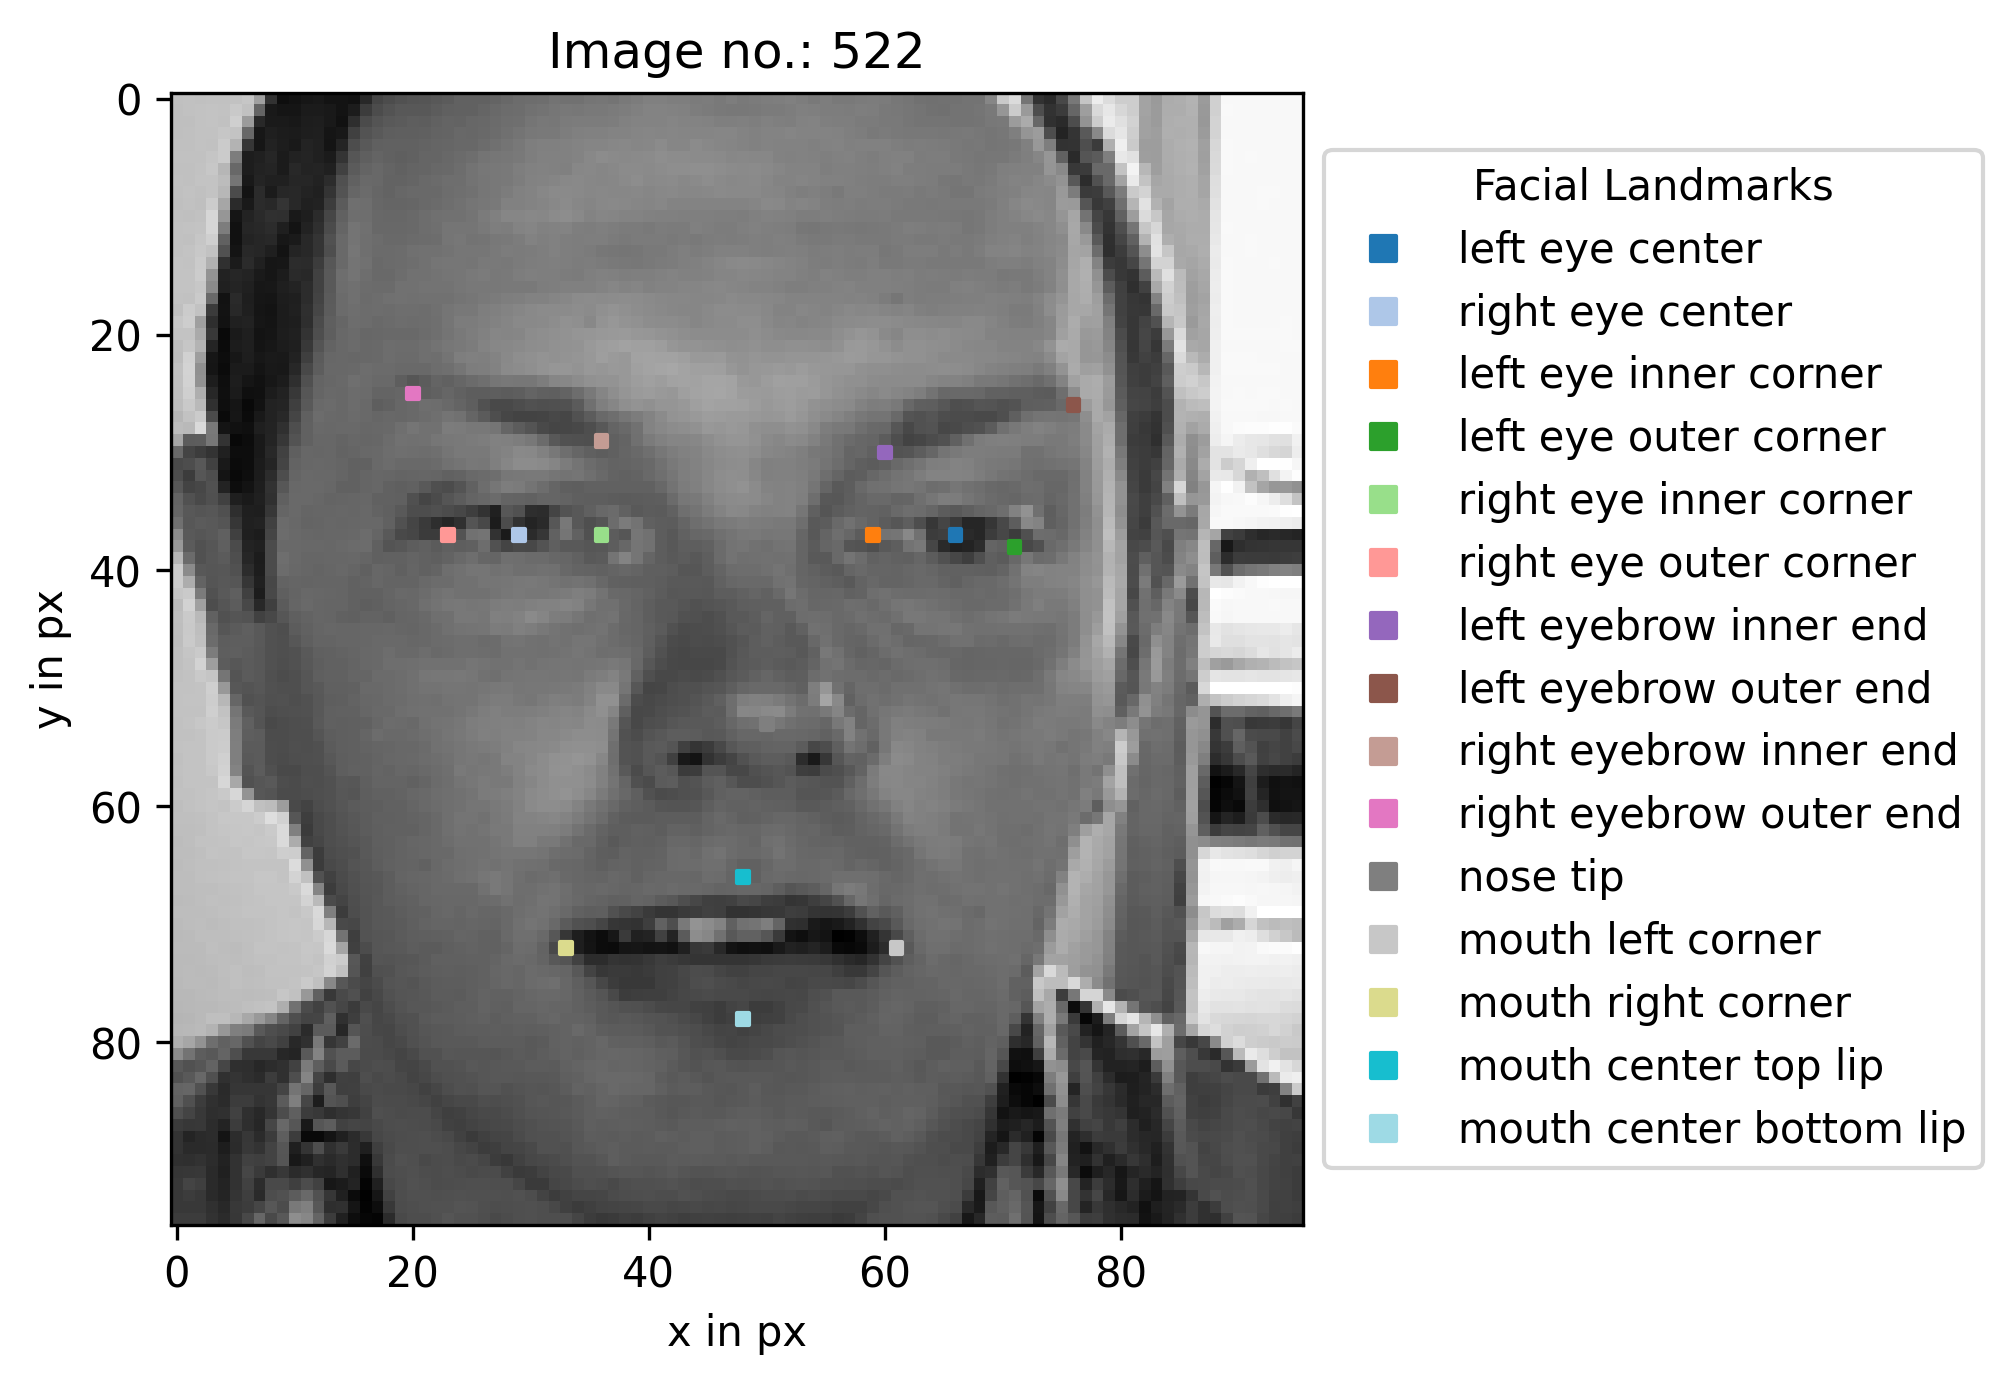 Image no.: 522
0
20
40
60
80
y in px
0 20 40 60 80
x in px
Facial Landmarks
left eye center
right eye center
left eye inner corner
left eye outer corner
right eye inner corner
right eye outer corner
left eyebrow inner end
left eyebrow outer end
right eyebrow inner end
right eyebrow outer end
nose tip
mouth left corner
mouth right corner
mouth center top lip
mouth center bottom lip